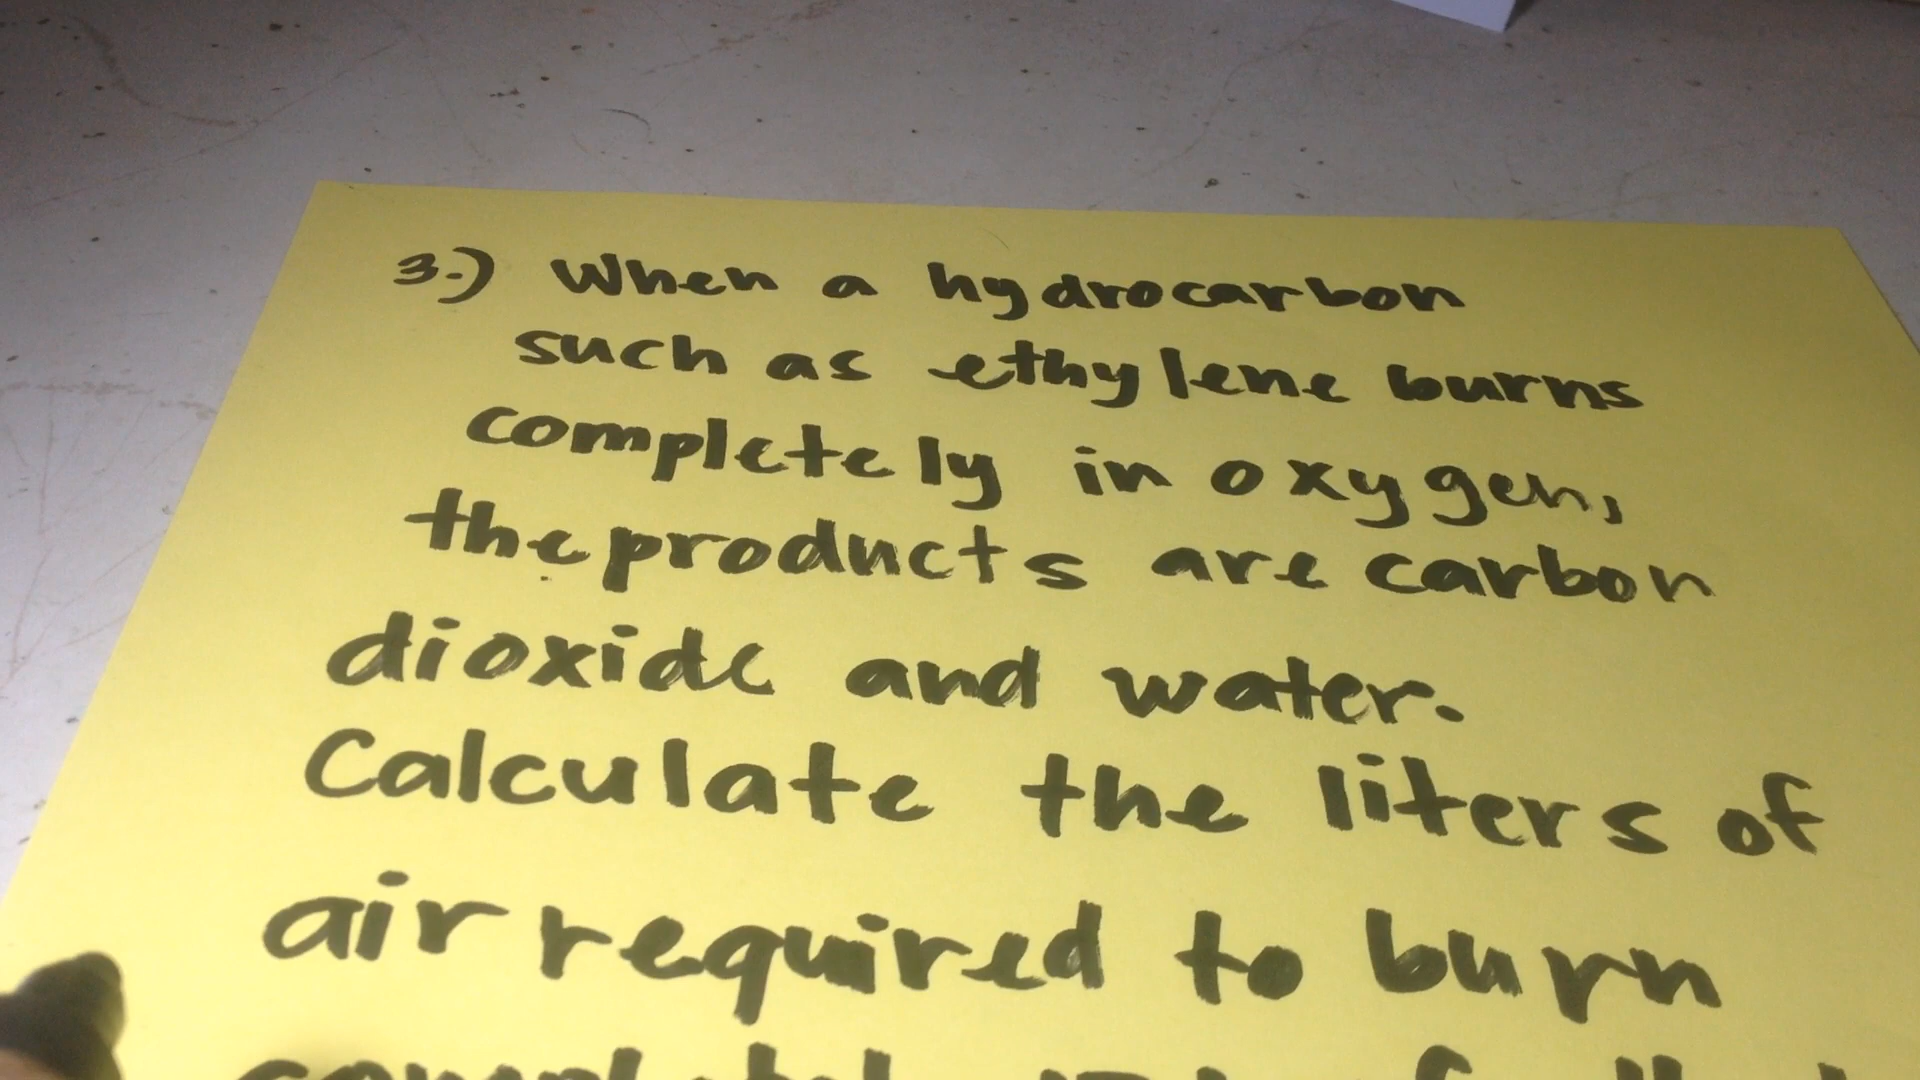 3.) When a hydrocarbon
such as ethylene burns
completely in oxygen,
the products are carbon
dioxide and water.
Calculate the liters of
air required to burn